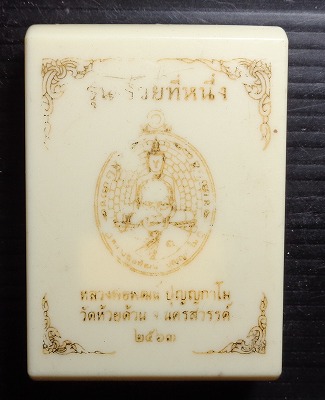 รุ่น รวยที่หนึ่ง
หลวงพ่อพัฒน์ ปุญญกาโม
วัดห้วยด้วน จ.นครสวรรค์
๒๕๖๓